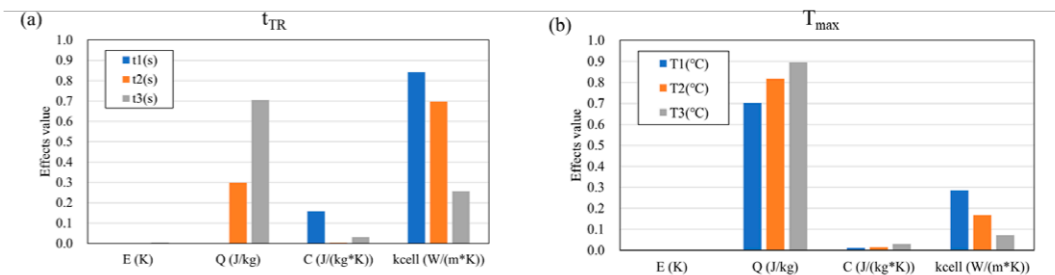 (a)
t_TR
Effects value
1.0
0.9
0.8
0.7
0.6
0.5
0.4
0.3
0.2
0.1
0.0
t1(s)
t2(s)
t3(s)
E (K)
Q (J/kg)
C (J/(kg*K))
kcell (W/(m*K))
(b)
T_max
Effects value
1.0
0.9
0.8
0.7
0.6
0.5
0.4
0.3
0.2
0.1
0.0
T1(℃)
T2(℃)
T3(℃)
E (K)
Q (J/kg)
C (J/(kg*K))
kcell (W/(m*K))